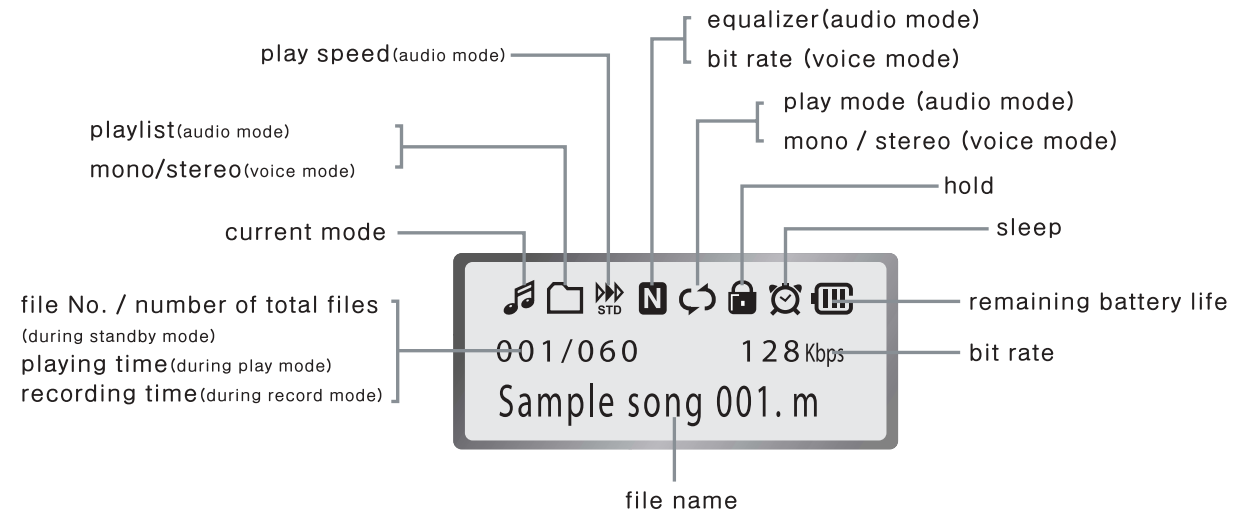 equalizer(audio mode)
bit rate (voice mode)
play speed(audio mode)
play mode (audio mode)
mono / stereo (voice mode)
playlist(audio mode)
mono/stereo(voice mode)
hold
sleep
current mode
file No. / number of total files
(during standby mode)
playing time(during play mode)
recording time(during record mode)
STD
N
remaining battery life
001/060
128Kbps
bit rate
Sample song 001. m
file name